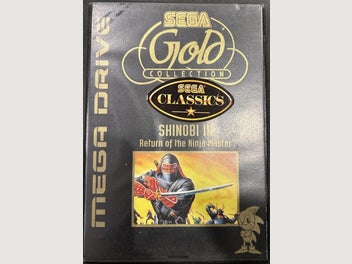 SEGA
Gold
COLLECTION
SEGA
CLASSICS
SHINOBI III
Return of the Ninja Master
MEGA DRIVE